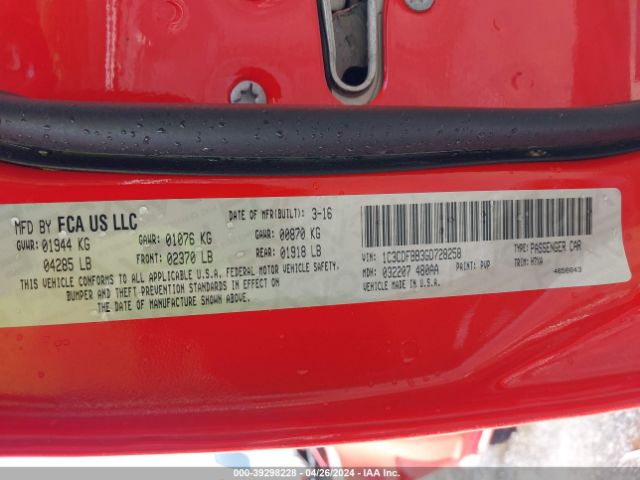 MFD BY FCA US LLC DATE OF MFR(BUILT): 3-16
GVWR: 01944 KG GAWR: 01076 KG GAWR: 00870 KG
04285 LB FRONT: 02370 LB REAR: 01918 LB
THIS VEHICLE CONFORMS TO ALL APPLICABLE U.S.A. FEDERAL MOTOR VEHICLE SAFETY,
BUMPER AND THEFT PREVENTION STANDARDS IN EFFECT ON
THE DATE OF MANUFACTURE SHOWN ABOVE.
VIN: 1C3CDFBB3GD728258 TYPE: PASSENGER CAR
MDH: 032207 480AA PAINT: PVP TRIM: H7VA
VEHICLE MADE IN U.S.A. 4658643
000-39298228 - 04/26/2024 - IAA Inc.